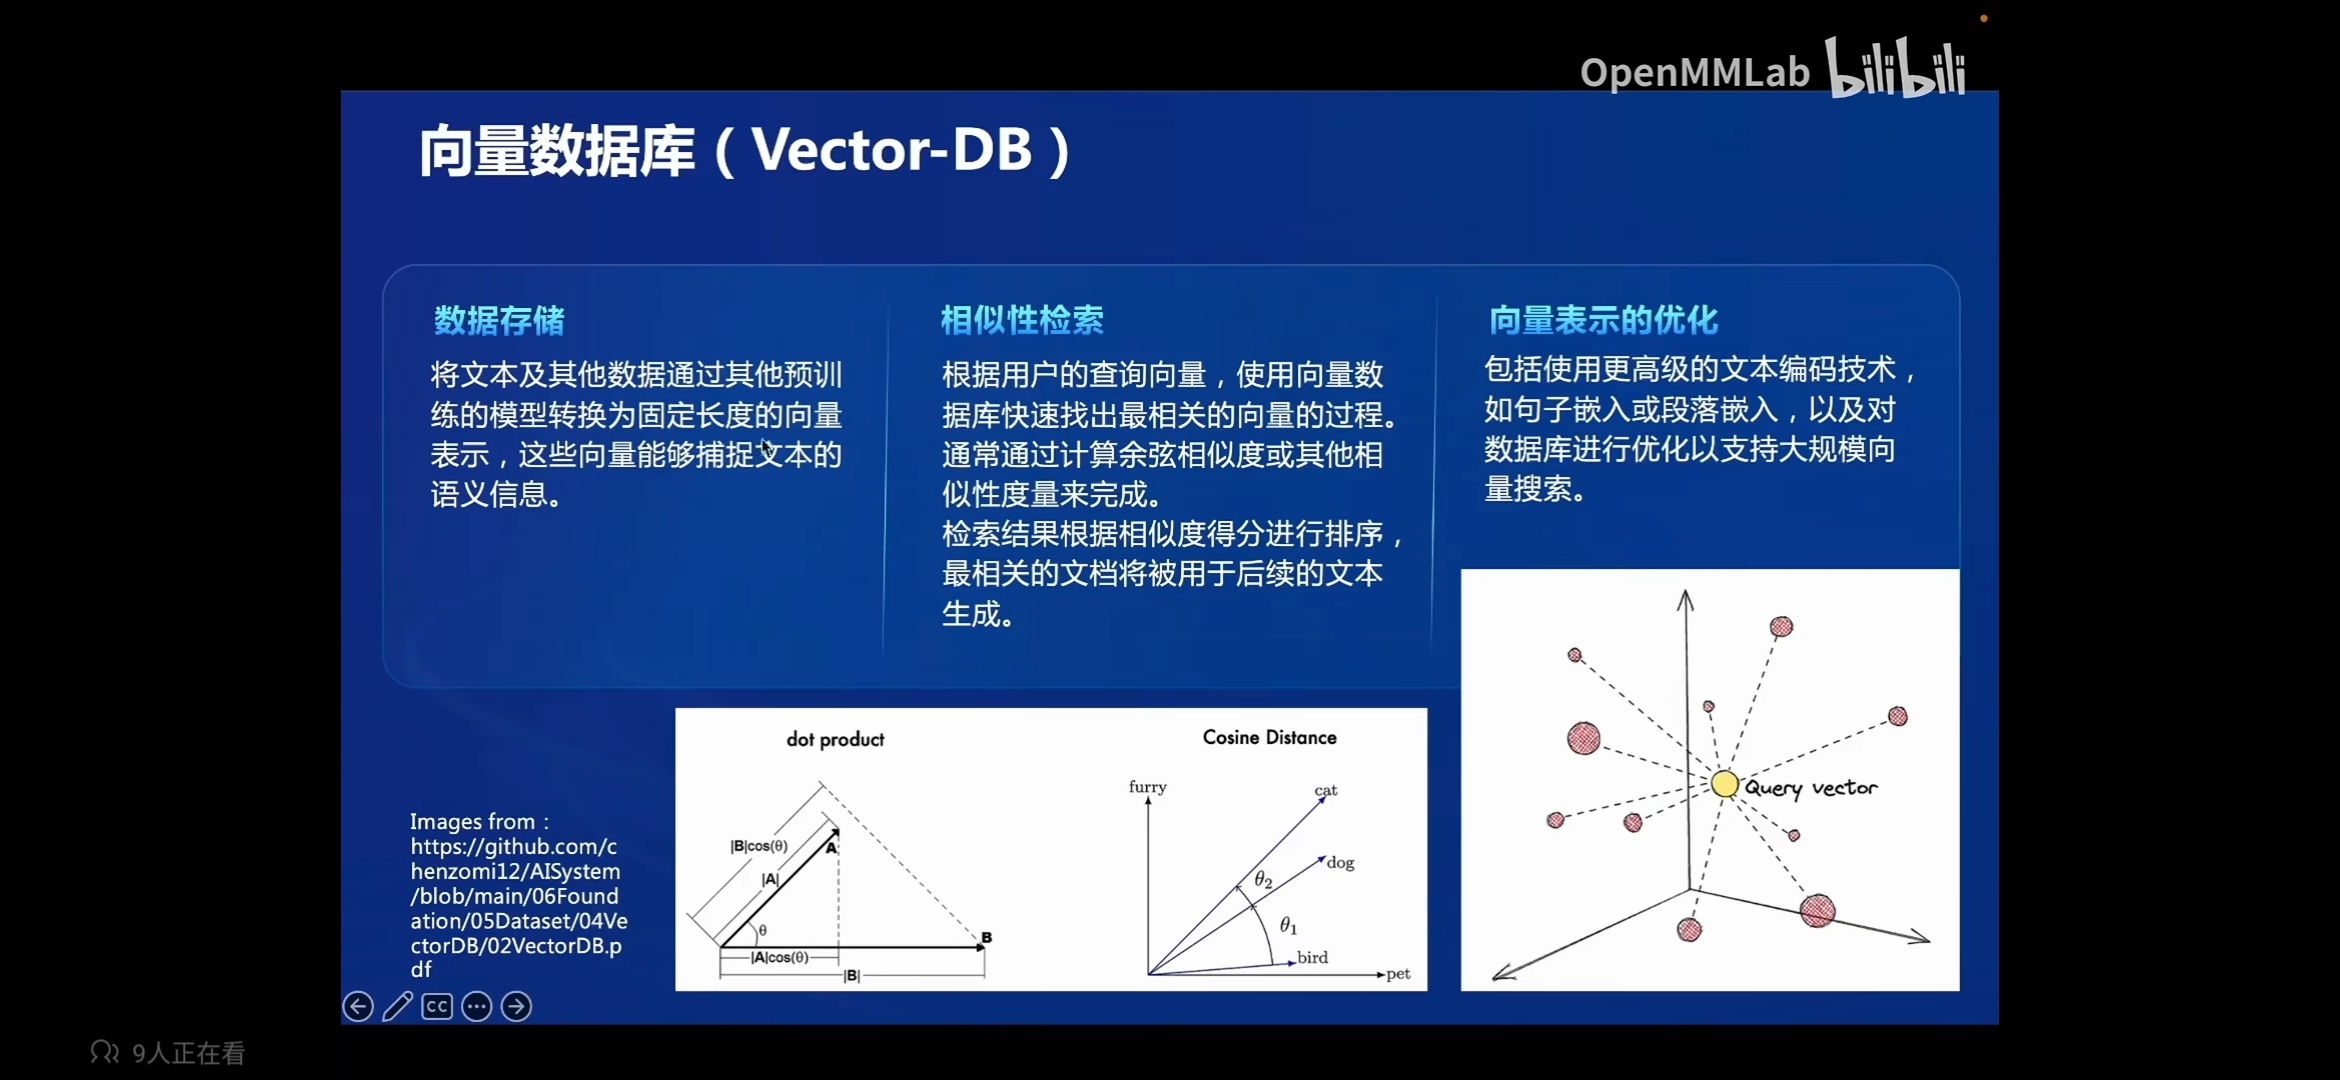 OpenMMLab bilibili
向量数据库（Vector-DB）
数据存储
将文本及其他数据通过其他预训
练的模型转换为固定长度的向量
表示，这些向量能够捕捉文本的
语义信息。
相似性检索
根据用户的查询向量，使用向量数
据库快速找出最相关的向量的过程。
通常通过计算余弦相似度或其他相
似性度量来完成。
检索结果根据相似度得分进行排序，
最相关的文档将被用于后续的文本
生成。
向量表示的优化
包括使用更高级的文本编码技术，
如句子嵌入或段落嵌入，以及对
数据库进行优化以支持大规模向
量搜索。
Images from：
https://github.com/c
henzomi12/AISystem
/blob/main/06Found
ation/05Dataset/04Ve
ctorDB/02VectorDB.p
df
dot product
|B|cos(θ)
A
|A|
θ
B
|A|cos(θ)
|B|
Cosine Distance
furry
cat
dog
θ2
θ1
bird
pet
Query vector
CC
9人正在看